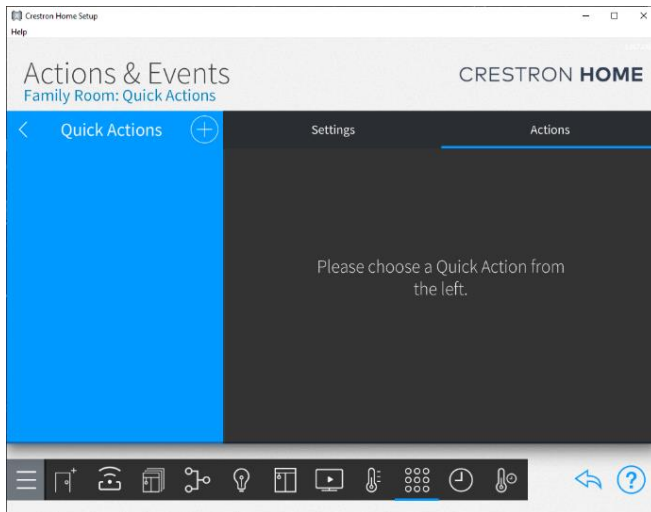 Crestron Home Setup
Help
Actions & Events
Family Room: Quick Actions
CRESTRON HOME
Quick Actions
Settings
Actions
Please choose a Quick Action from
the left.
?